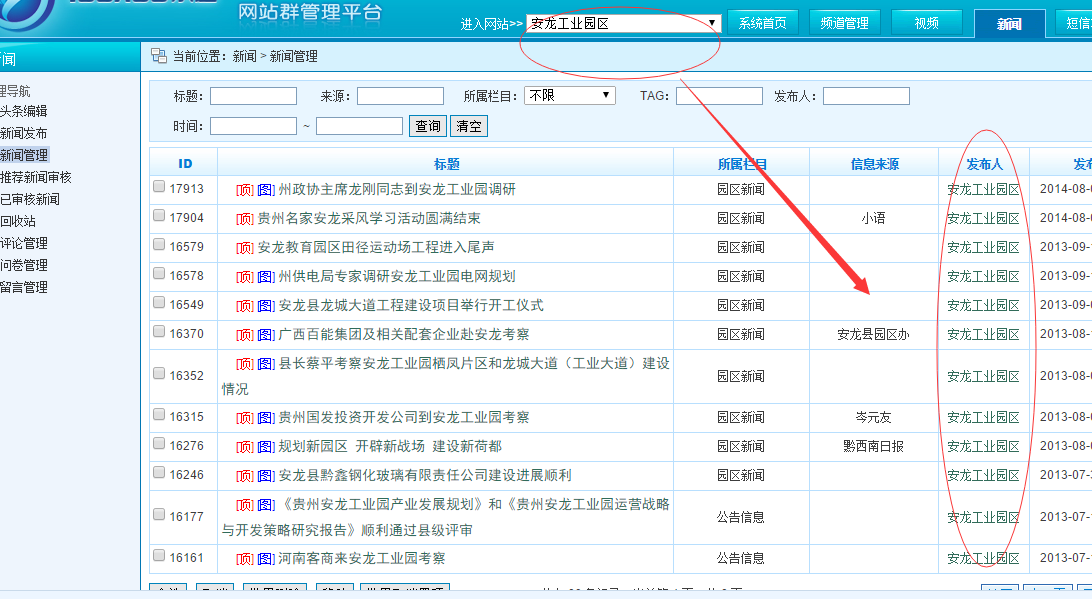 网站群管理平台
进入网站>> 安龙工业园区 系统首页 频道管理 视频 新闻 短信
闻 当前位置：新闻 > 新闻管理
理导航
头条编辑
新闻发布
新闻管理
推荐新闻审核
已审核新闻
回收站
评论管理
问卷管理
留言管理
标题： 来源： 所属栏目： 不限 TAG： 发布人：
时间： ~ 查询 清空
ID 标题 所属栏目 信息来源 发布人 发布
17913 [顶] [图] 州政协主席龙刚同志到安龙工业园调研 园区新闻 安龙工业园区 2014-08-
17904 [顶] 贵州名家安龙采风学习活动圆满结束 园区新闻 小语 安龙工业园区 2014-08-
16579 [顶] 安龙教育园区田径运动场工程进入尾声 园区新闻 安龙工业园区 2013-09-
16578 [顶] [图] 州供电局专家调研安龙工业园电网规划 园区新闻 安龙工业园区 2013-09-
16549 [顶] [图] 安龙县龙城大道工程建设项目举行开工仪式 园区新闻 安龙工业园区 2013-09-
16370 [顶] [图] 广西百能集团及相关配套企业赴安龙考察 园区新闻 安龙县园区办 安龙工业园区 2013-08-
16352 [顶] [图] 县长蔡平考察安龙工业园栖凤片区和龙城大道（工业大道）建设 园区新闻 安龙工业园区 2013-08-
情况
16315 [顶] [图] 贵州国发投资开发公司到安龙工业园考察 园区新闻 岑元友 安龙工业园区 2013-08-
16276 [顶] [图] 规划新园区 开辟新战场 建设新荷都 园区新闻 黔西南日报 安龙工业园区 2013-08-
16246 [顶] [图] 安龙县黔鑫钢化玻璃有限责任公司建设进展顺利 园区新闻 安龙工业园区 2013-07-
16177 [顶] [图] 《贵州安龙工业园产业发展规划》和《贵州安龙工业园运营战略 公告信息 安龙工业园区 2013-07-
与开发策略研究报告》顺利通过县级评审
16161 [顶] [图] 河南客商来安龙工业园考察 公告信息 安龙工业园区 2013-07-